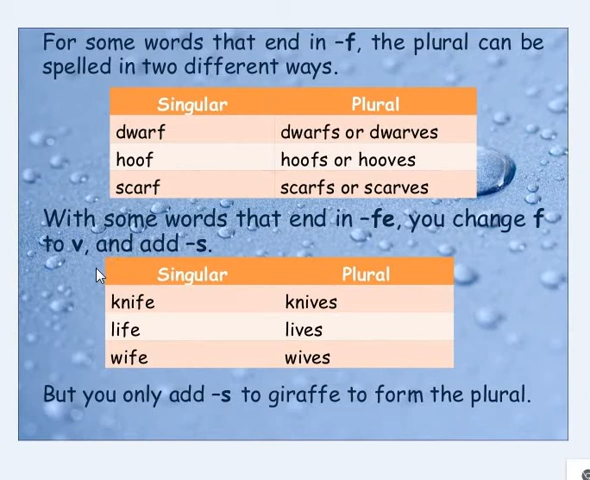 For some words that end in –f, the plural can be
spelled in two different ways.
Singular Plural
dwarf dwarfs or dwarves
hoof hoofs or hooves
scarf scarfs or scarves
With some words that end in –fe, you change f
to v, and add –s.
Singular Plural
knife knives
life lives
wife wives
But you only add –s to giraffe to form the plural.